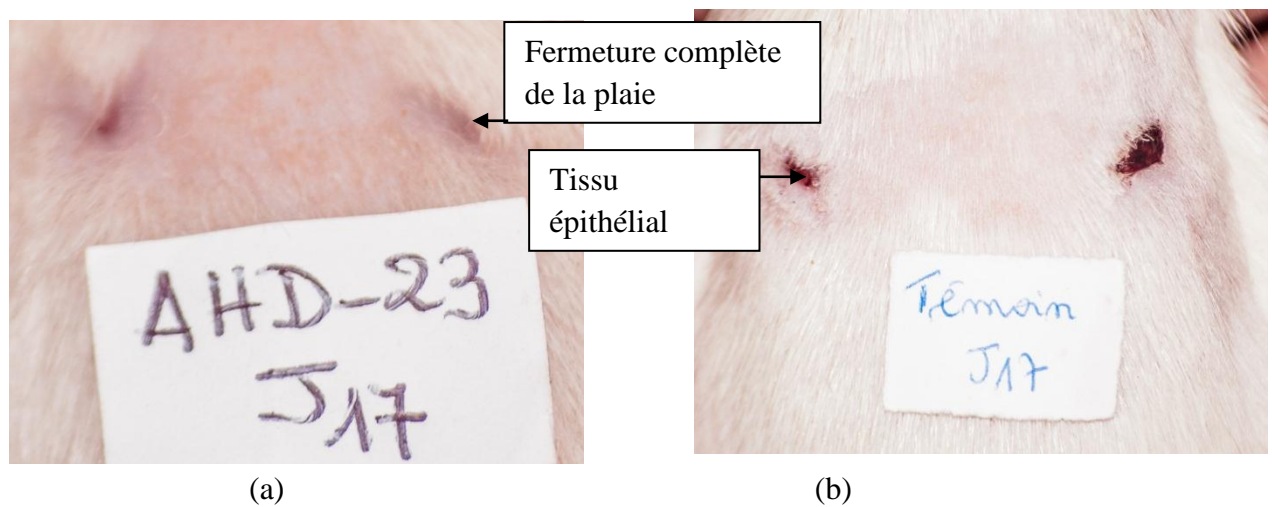 Fermeture complète
de la plaie
Tissu
épithélial
AHD-23
J17
Témoin
J17
(a)
(b)